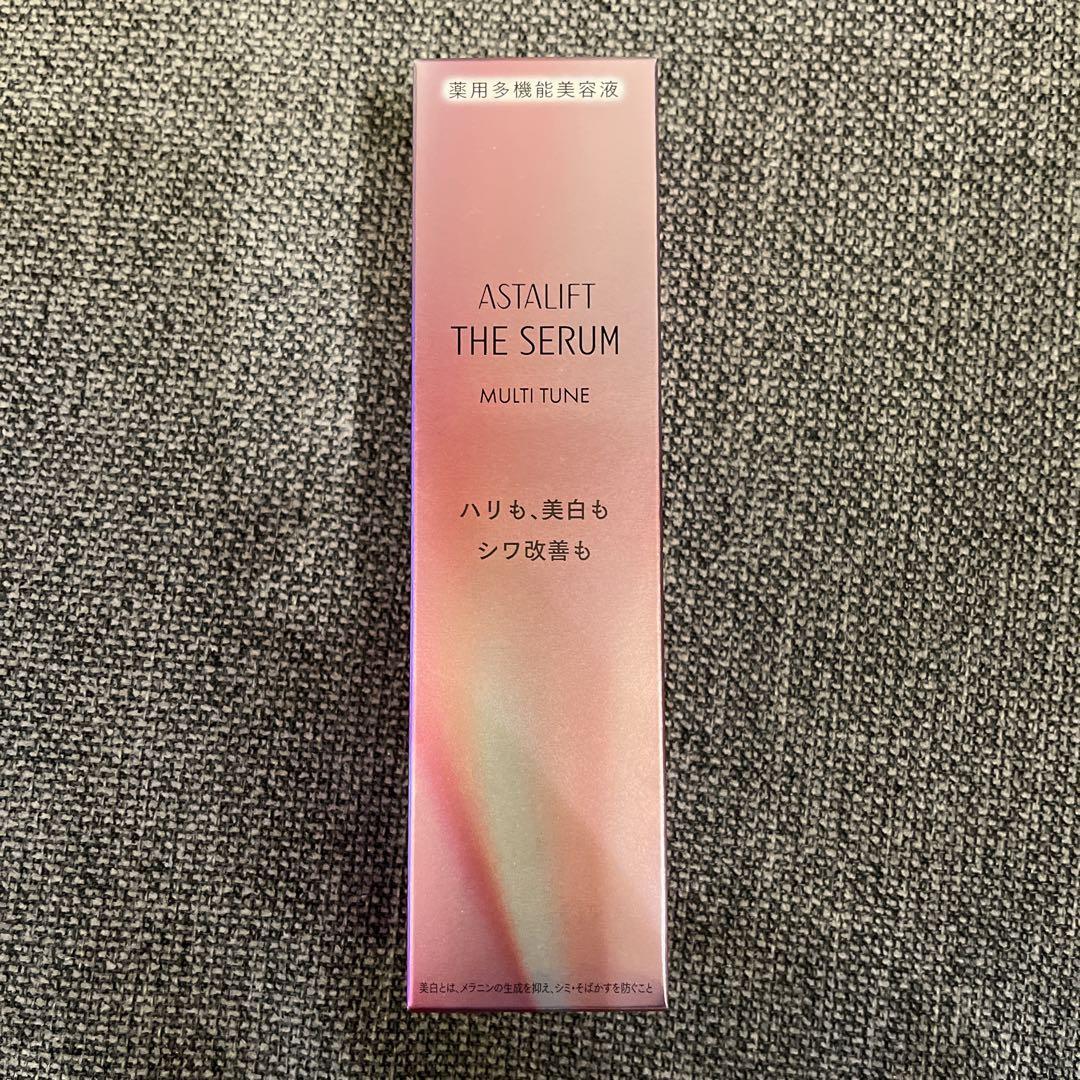 薬用多機能美容液
ASTALIFT
THE SERUM
MULTI TUNE
ハリも、美白も
シワ改善も
美白とは、メラニンの生成を抑え、シミ・そばかすを防ぐこと